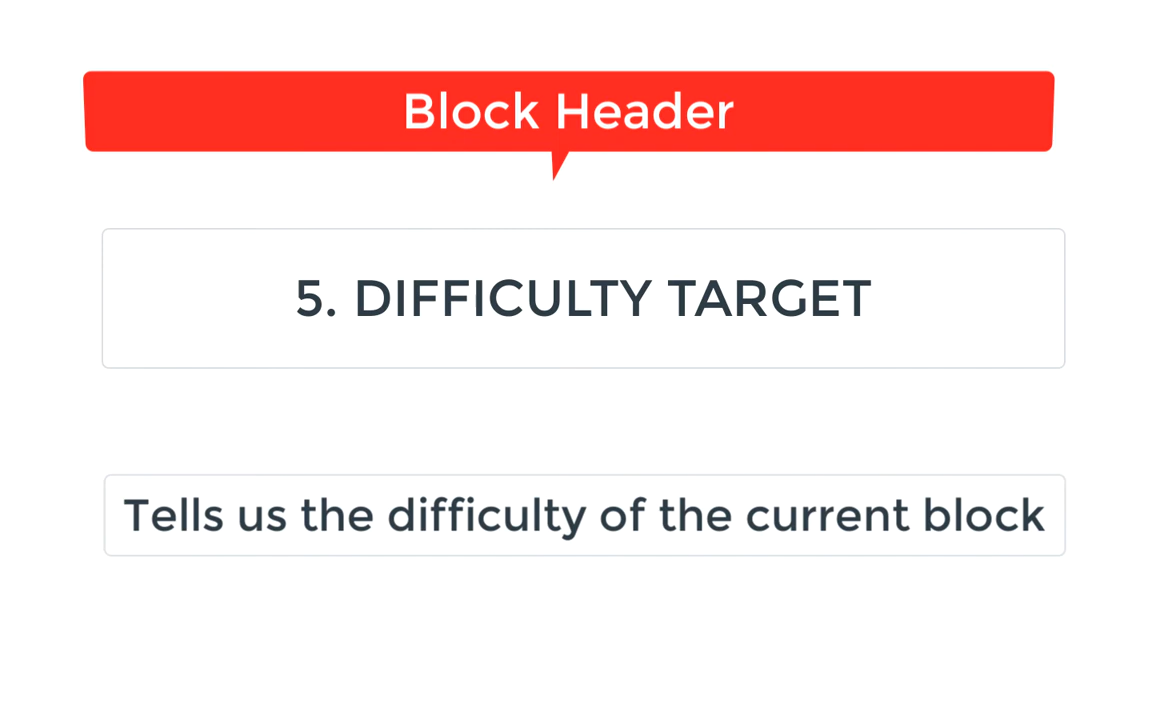 Block Header
5. DIFFICULTY TARGET
Tells us the difficulty of the current block